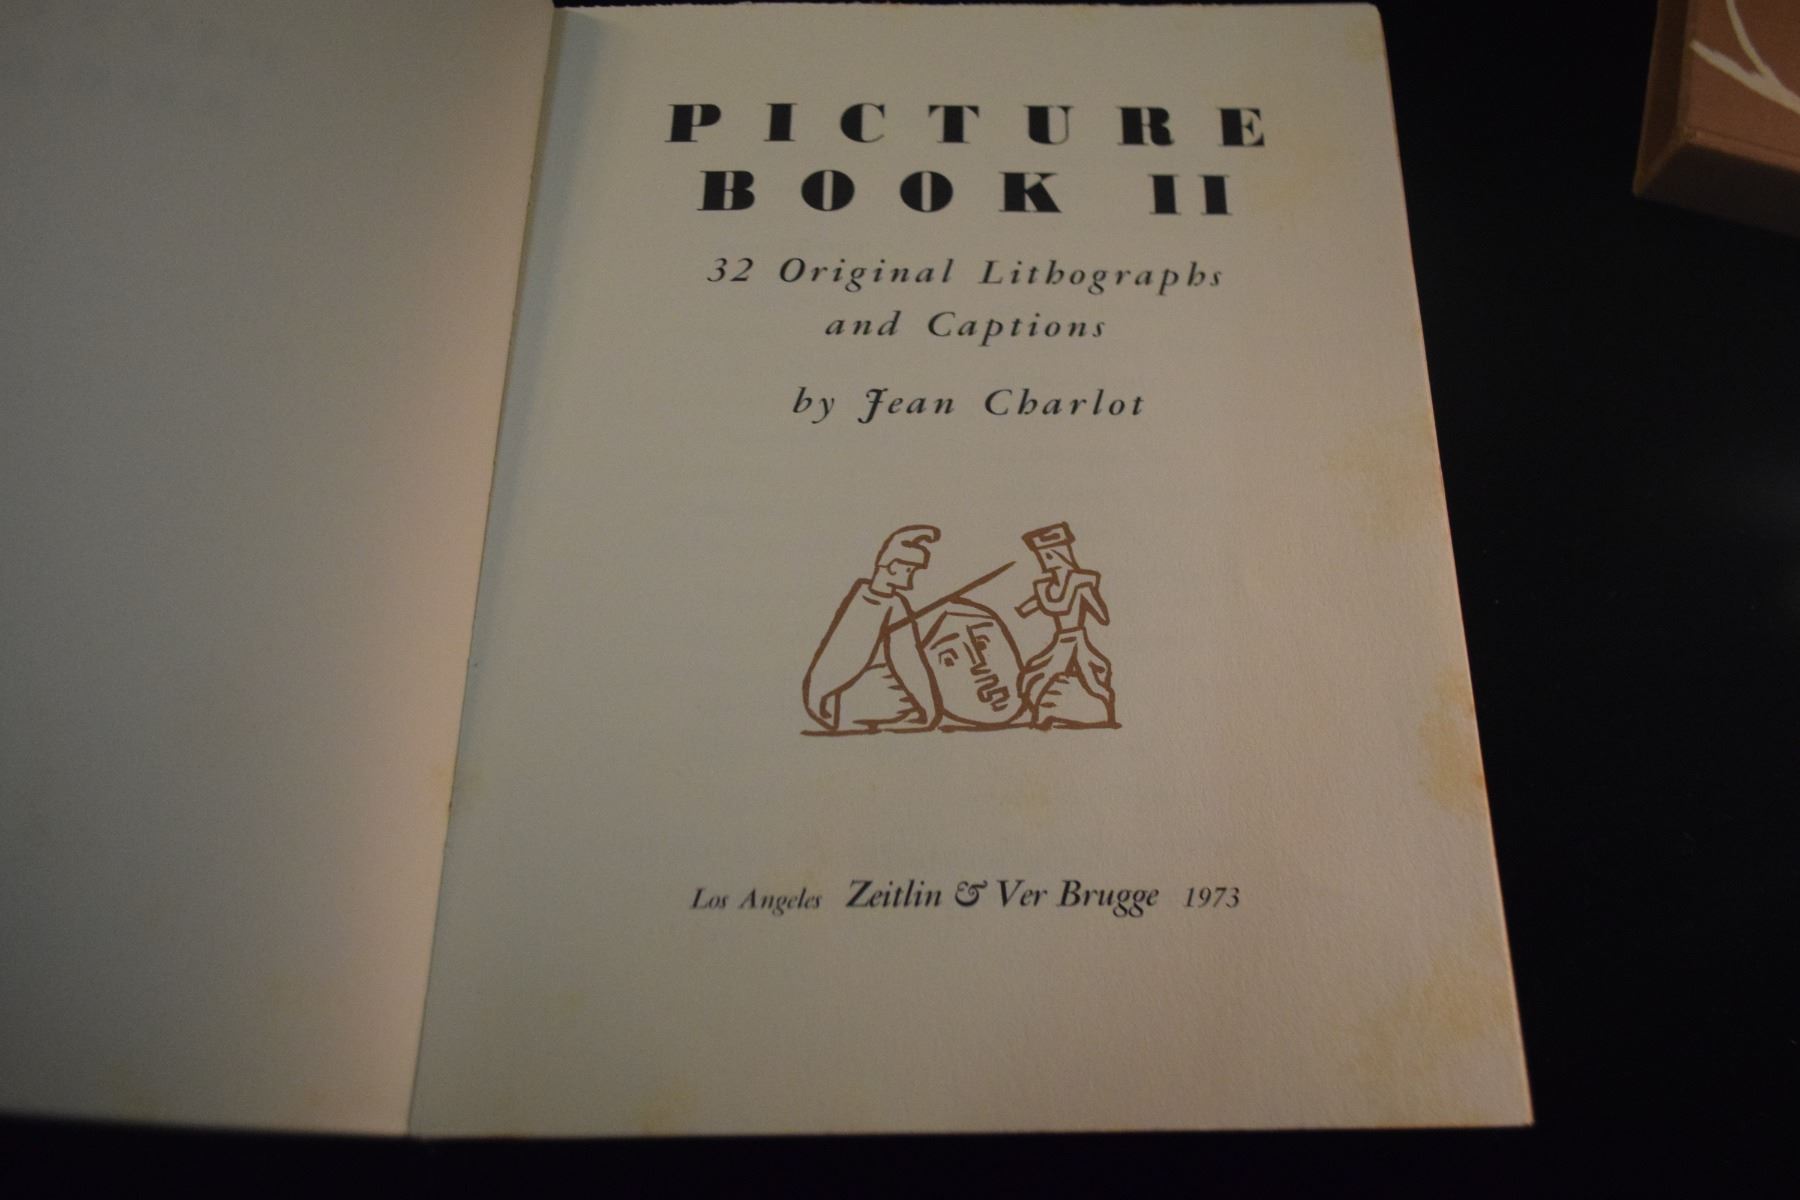 PICTURE
BOOK II
32 Original Lithographs
and Captions
by Jean Charlot
Los Angeles Zeitlin & Ver Brugge 1973